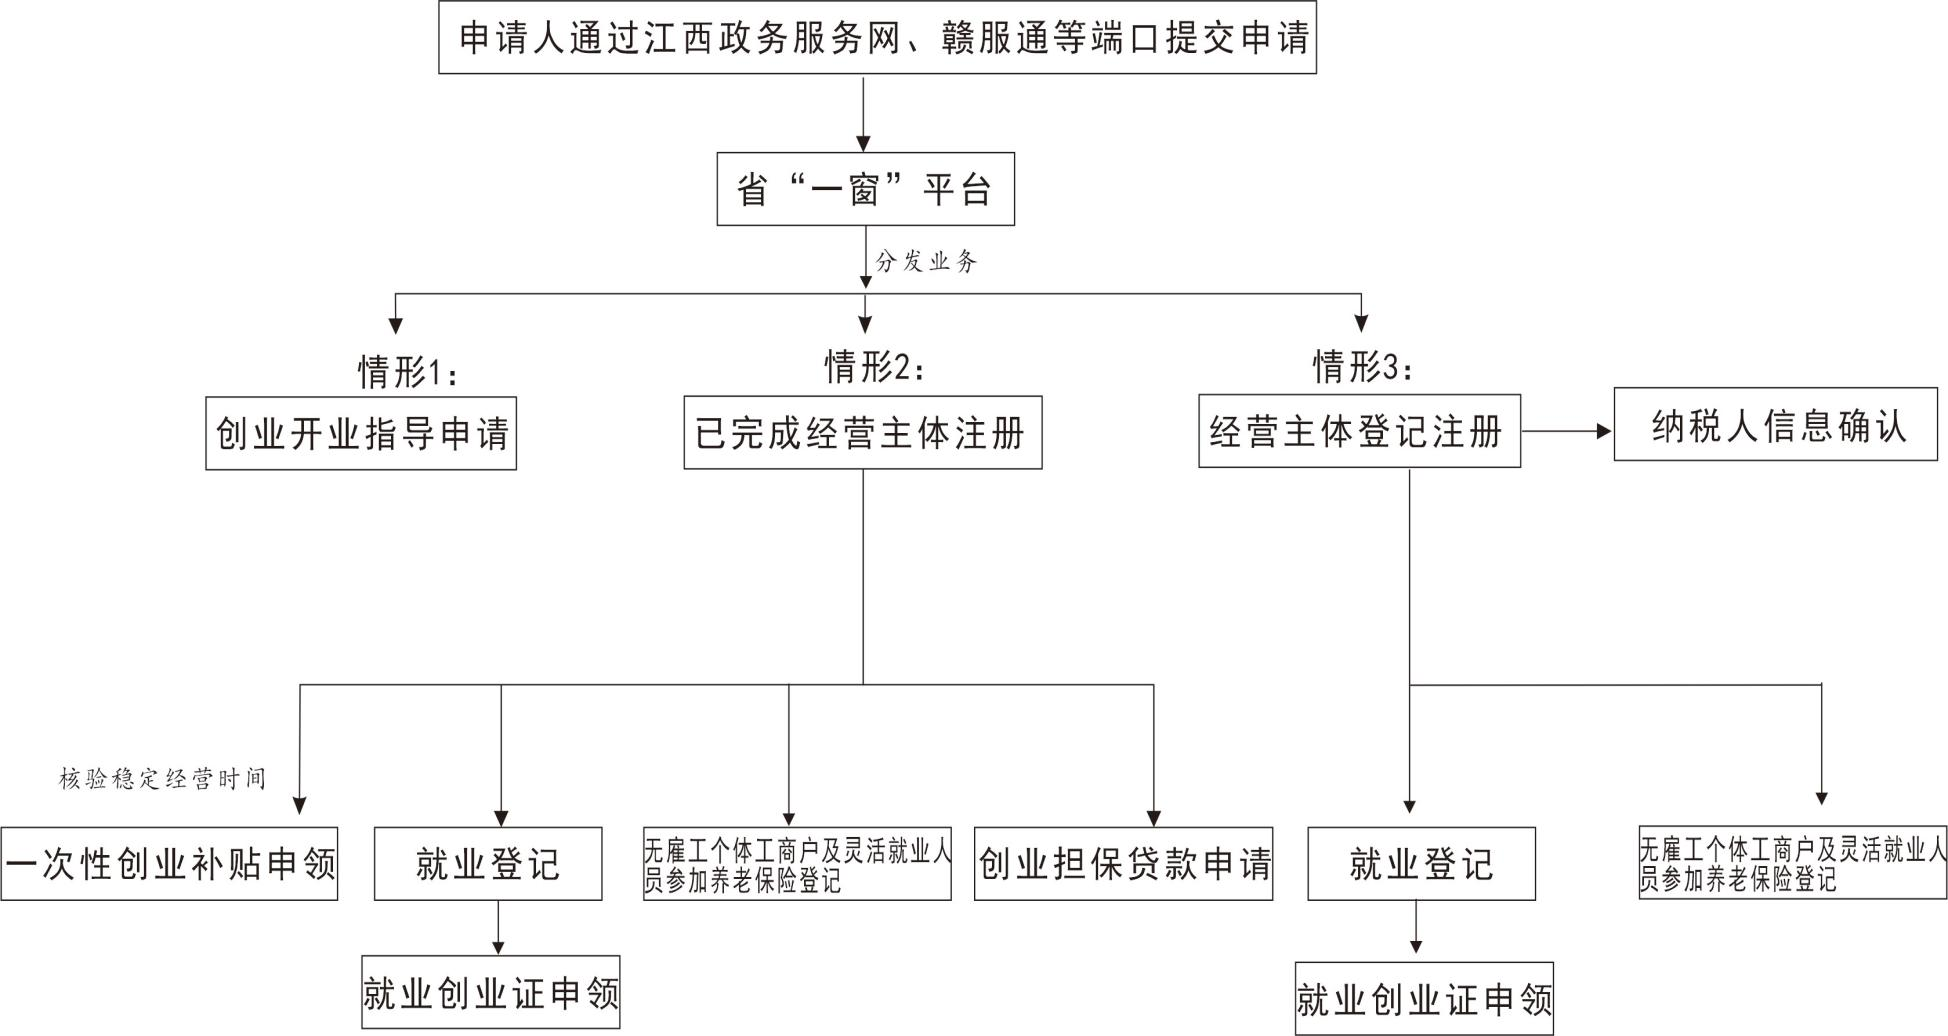 申请人通过江西政务服务网、赣服通等端口提交申请
省“一窗”平台
分发业务
情形1：
创业开业指导申请
情形2：
已完成经营主体注册
情形3：
经营主体登记注册
纳税人信息确认
核验稳定经营时间
一次性创业补贴申领
就业登记
无雇工个体工商户及灵活就业人
员参加养老保险登记
创业担保贷款申请
就业登记
无雇工个体工商户及灵活就业人
员参加养老保险登记
就业创业证申领
就业创业证申领